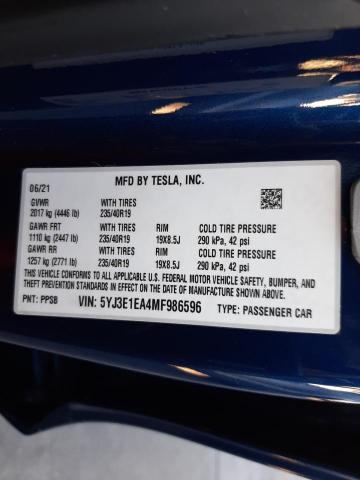 MFD BY TESLA, INC.
06/21
GVWR WITH TIRES
2017 kg (4446 lb) 235/40R19
GAWR FRT WITH TIRES RIM COLD TIRE PRESSURE
1110 kg (2447 lb) 235/40R19 19X8.5J 290 kPa, 42 psi
GAWR RR WITH TIRES RIM COLD TIRE PRESSURE
1257 kg (2771 lb) 235/40R19 19X8.5J 290 kPa, 42 psi
THIS VEHICLE CONFORMS TO ALL APPLICABLE U.S. FEDERAL MOTOR VEHICLE SAFETY, BUMPER, AND
THEFT PREVENTION STANDARDS IN EFFECT ON THE DATE OF MANUFACTURE SHOWN ABOVE.
PNT: PPSB VIN: 5YJ3E1EA4MF986596 TYPE: PASSENGER CAR